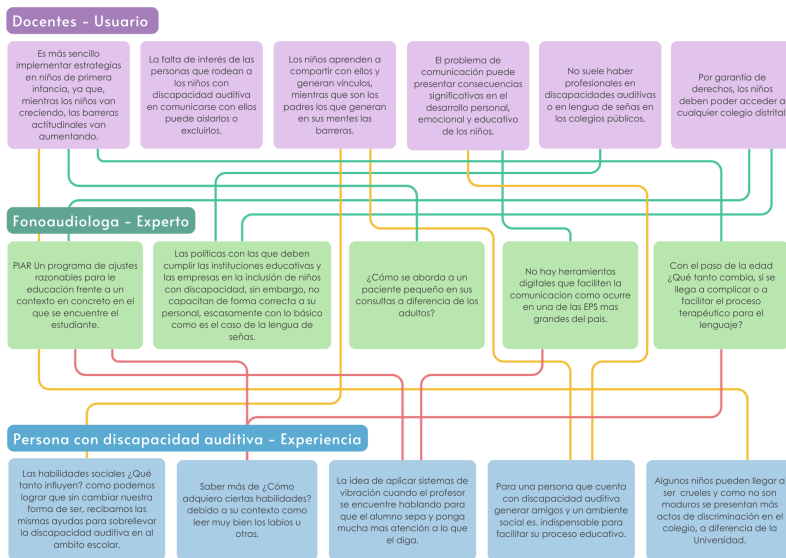 Docentes - Usuario
Es más sencillo
implementar estrategias
en niños de primera
infancia, ya que,
mientras los niños van
creciendo, las barreras
actitudinales van
aumentando.
La falta de interés de las
personas que rodean a
los niños con
discapacidad auditiva
en comunicarse con ellos
puede aislarlos o
excluirlos.
Los niños aprenden a
compartir con ellos y
generan vínculos,
mientras que son los
padres los que generan
en sus mentes las
barreras.
El problema de
comunicación puede
presentar consecuencias
significativas en el
desarrollo personal,
emocional y educativo
de los niños.
No suele haber
profesionales en
discapacidades auditivas
o en lengua de señas en
los colegios públicos.
Por garantía de
derechos, los niños
deben poder acceder a
cualquier colegio distrital.
Fonoaudiologa - Experto
PIAR Un programa de ajustes
razonables para le
educación frente a un
contexto en concreto en el
que se encuentre el
estudiante.
Las políticas con las que deben
cumplir las instituciones educativas y
las empresas en la inclusión de niños
con discapacidad, sin embargo, no
capacitan de forma correcta a su
personal, escasamente con lo básico
como es el caso de la lengua de
señas.
¿Cómo se aborda a un
paciente pequeño en sus
consultas a diferencia de los
adultos?
No hay herramientas
digitales que faciliten la
comunicacion como ocurre
en una de las EPS mas
grandes del pais.
Con el paso de la edad
¿Qué tanto cambia, si se
llega a complicar o a
facilitar el proceso
terapéutico para el
lenguaje?
Persona con discapacidad auditiva - Experiencia
Las habilidades sociales ¿Qué
tanto influyen? como podemos
lograr que sin cambiar nuestra
forma de ser, recibamos las
mismas ayudas para sobrellevar
la discapacidad auditiva en al
ambito escolar.
Saber más de ¿Cómo
adquiero ciertas habilidades?
debido a su contexto como
leer muy bien los labios u
otras.
La idea de aplicar sistemas de
vibración cuando el profesor
se encuentre hablando para
que el alumno sepa y ponga
mucha mas atención a lo que
el diga.
Para una persona que cuenta
con discapacidad auditiva
generar amigos y un ambiente
social es. indispensable para
facilitar su proceso educativo.
Algunos niños pueden llegar a
ser crueles y como no son
maduros se presentan más
actos de discriminación en el
colegio, a diferencia de la
Universidad.